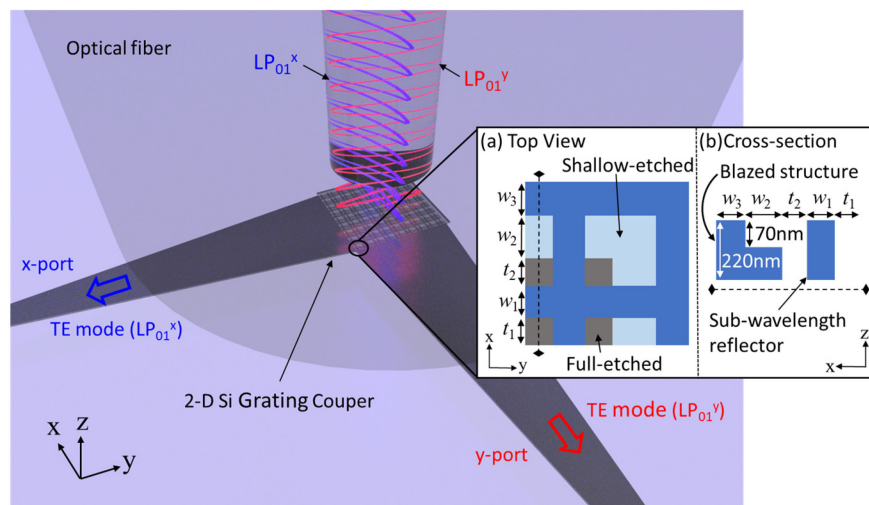 Optical fiber
LP₀₁ˣ
LP₀₁ʸ
x-port
TE mode (LP₀₁ˣ)
2-D Si Grating Couper
y-port
TE mode (LP₀₁ʸ)
x
z
y
(a) Top View
Shallow-etched
w₃
w₂
t₂
w₁
t₁
x
y
Full-etched
(b)Cross-section
Blazed structure
w₃ w₂ t₂ w₁ t₁
70nm
220nm
Sub-wavelength
reflector
z
x